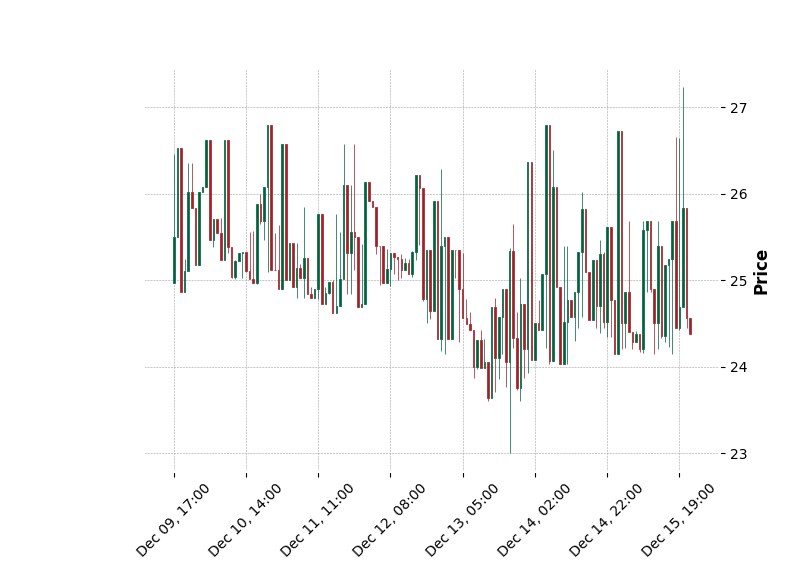 27
26
25
24
23
Price
Dec 09, 17:00
Dec 10, 14:00
Dec 11, 11:00
Dec 12, 08:00
Dec 13, 05:00
Dec 14, 02:00
Dec 14, 22:00
Dec 15, 19:00